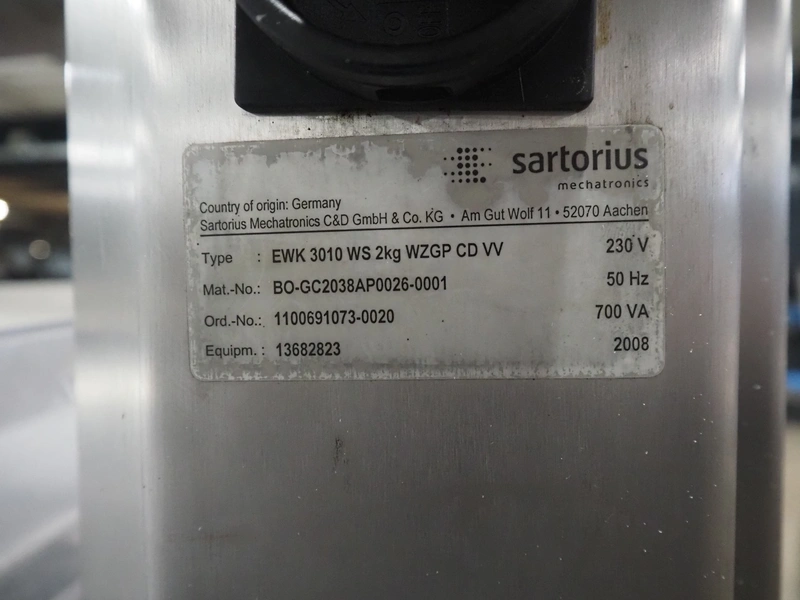 sartorius
mechatronics
Country of origin: Germany
Sartorius Mechatronics C&D GmbH & Co. KG • Am Gut Wolf 11 • 52070 Aachen
Type : EWK 3010 WS 2kg WZGP CD VV 230 V
Mat.-No.: BO-GC2038AP0026-0001 50 Hz
Ord.-No.: 1100691073-0020 700 VA
Equipm. : 13682823 2008